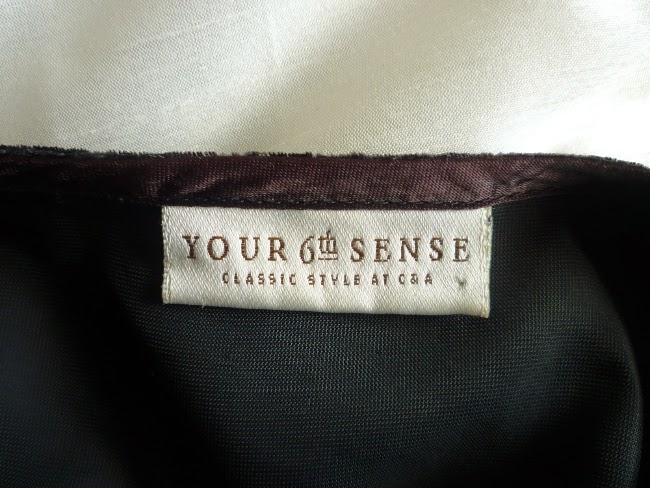 YOUR 6th SENSE
CLASSIC STYLE AT C&A